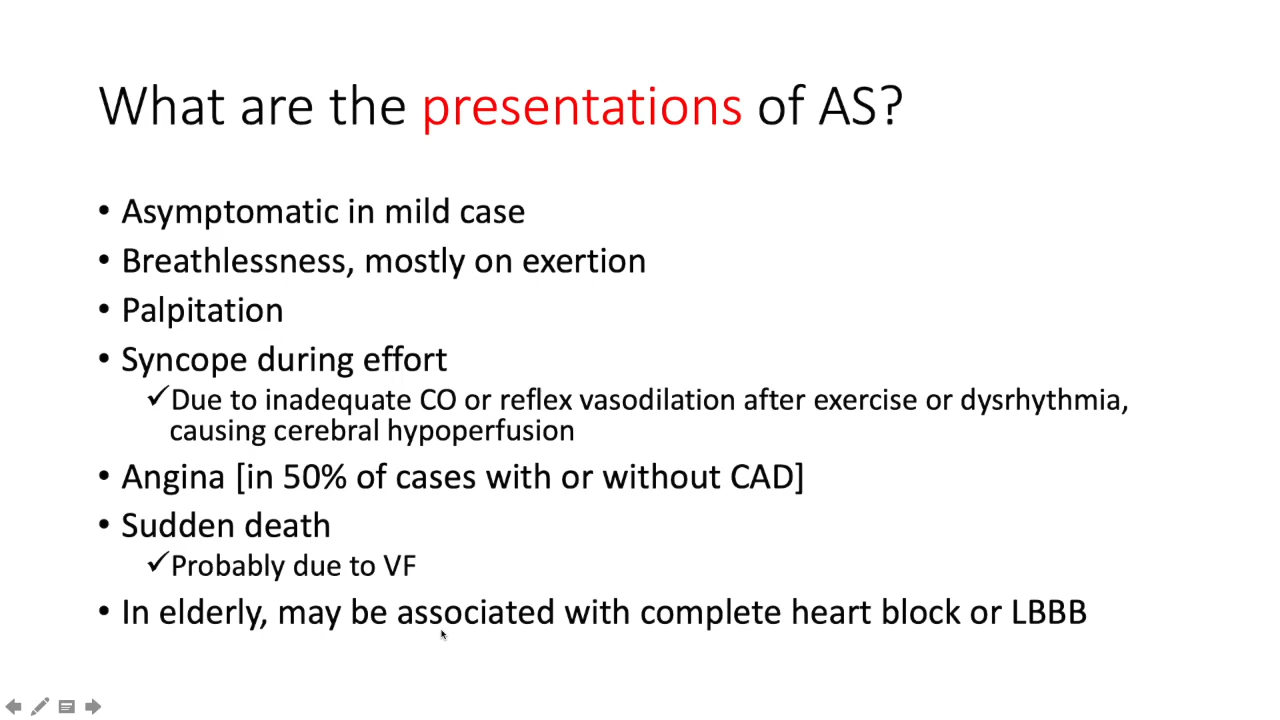 What are the presentations of AS?
• Asymptomatic in mild case
• Breathlessness, mostly on exertion
• Palpitation
• Syncope during effort
✓Due to inadequate CO or reflex vasodilation after exercise or dysrhythmia,
causing cerebral hypoperfusion
• Angina [in 50% of cases with or without CAD]
• Sudden death
✓Probably due to VF
• In elderly, may be associated with complete heart block or LBBB